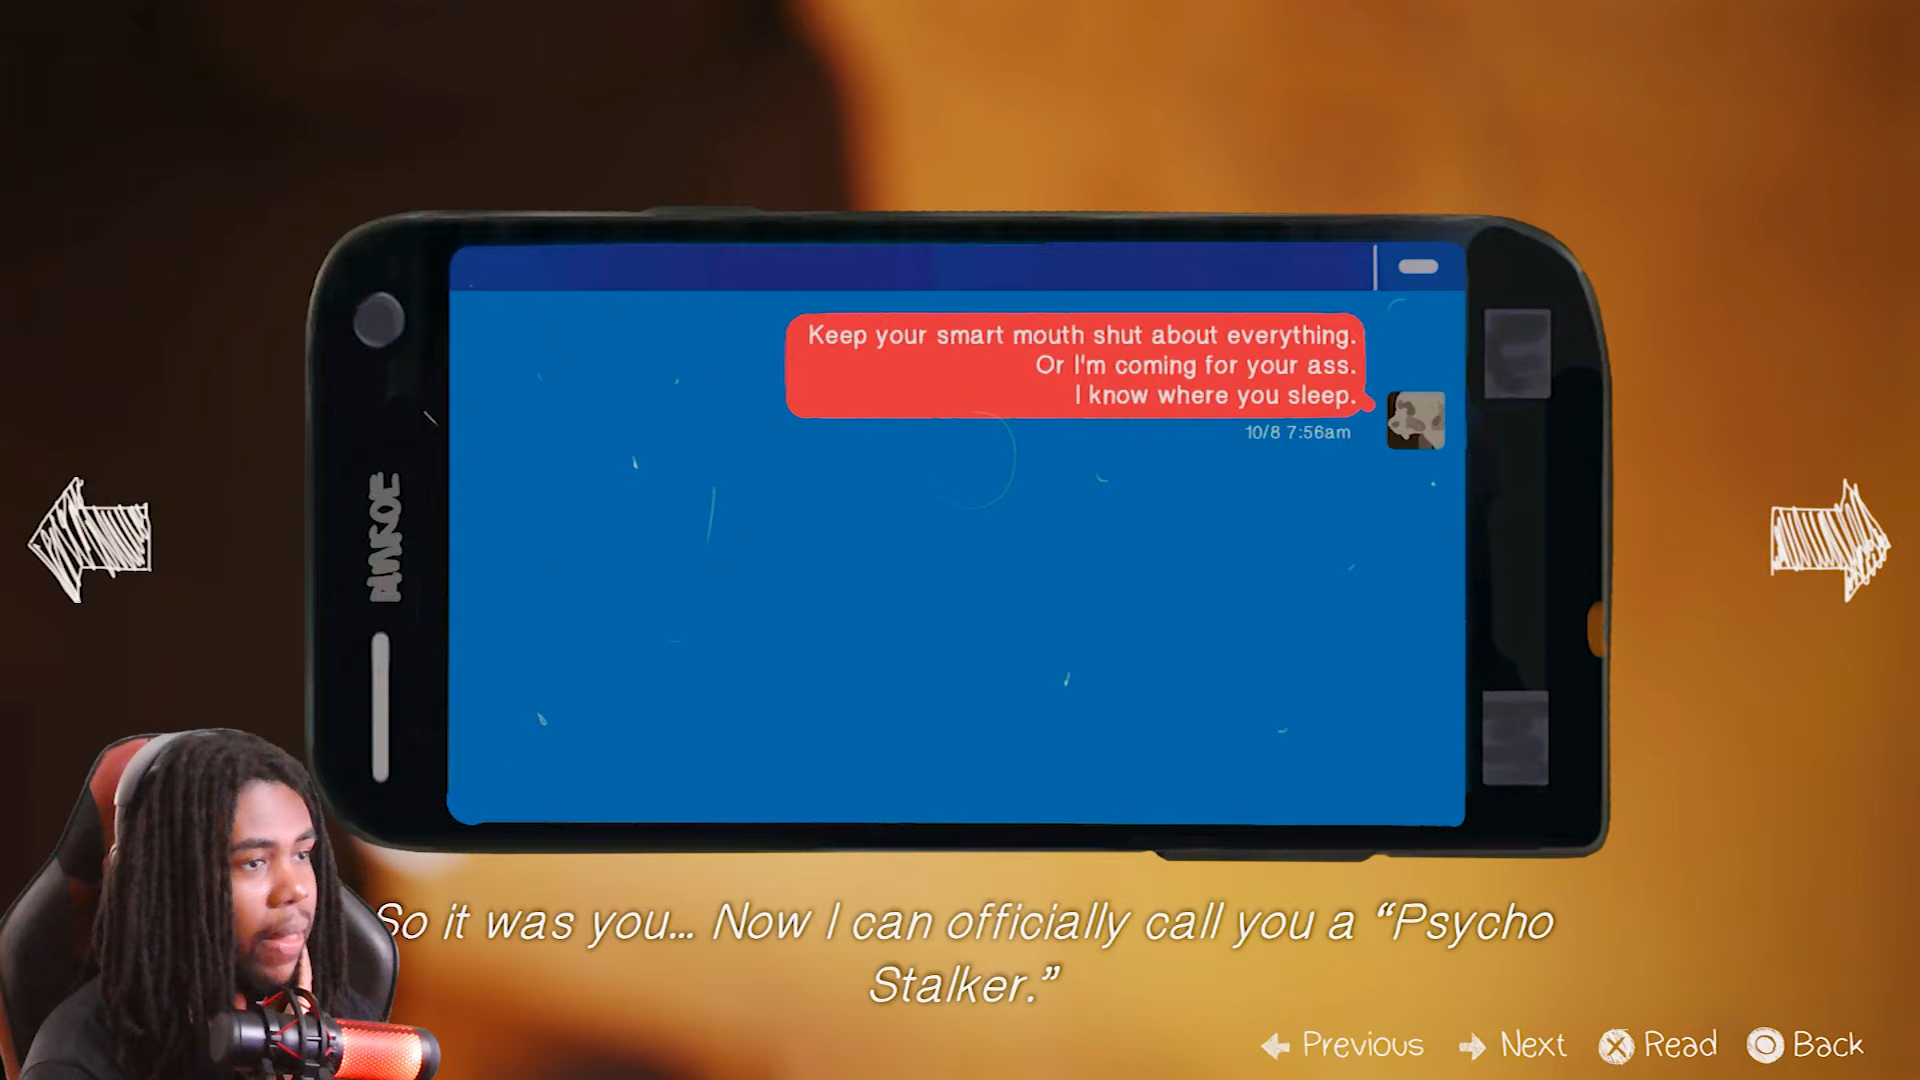 Keep your smart mouth shut about everything.
Or I'm coming for your ass.
I know where you sleep.
10/8 7:56am
So it was you... Now I can officially call you a “Psycho
Stalker.”
Previous Next Read Back